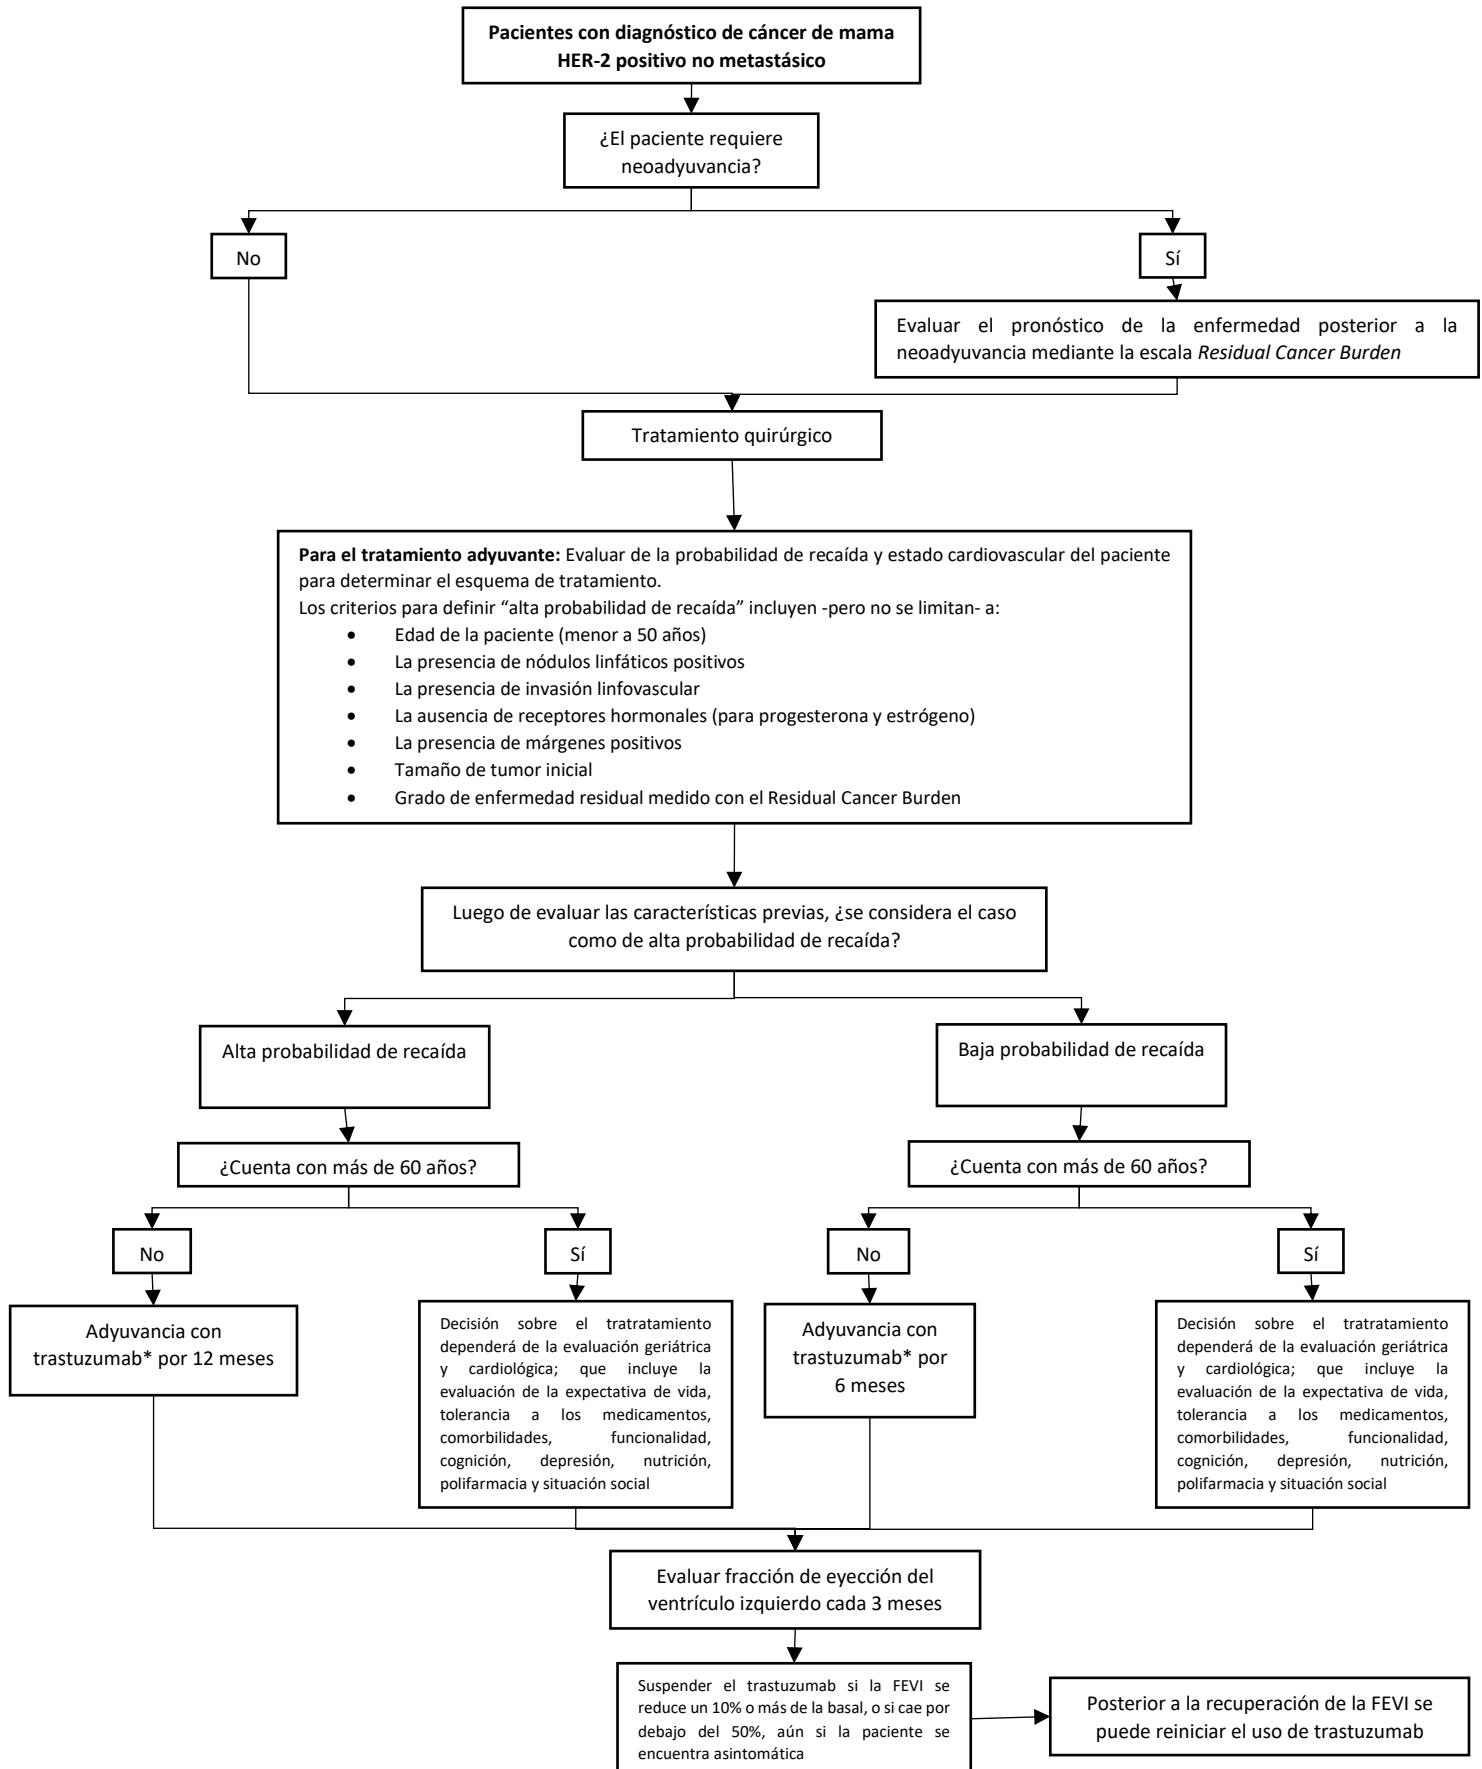 Pacientes con diagnóstico de cáncer de mama
HER-2 positivo no metastásico
¿El paciente requiere
neoadyuvancia?
No
Sí
Evaluar el pronóstico de la enfermedad posterior a la
neoadyuvancia mediante la escala Residual Cancer Burden
Tratamiento quirúrgico
Para el tratamiento adyuvante: Evaluar de la probabilidad de recaída y estado cardiovascular del paciente
para determinar el esquema de tratamiento.
Los criterios para definir “alta probabilidad de recaída” incluyen -pero no se limitan- a:
• Edad de la paciente (menor a 50 años)
• La presencia de nódulos linfáticos positivos
• La presencia de invasión linfovascular
• La ausencia de receptores hormonales (para progesterona y estrógeno)
• La presencia de márgenes positivos
• Tamaño de tumor inicial
• Grado de enfermedad residual medido con el Residual Cancer Burden
Luego de evaluar las características previas, ¿se considera el caso
como de alta probabilidad de recaída?
Alta probabilidad de recaída
Baja probabilidad de recaída
¿Cuenta con más de 60 años?
¿Cuenta con más de 60 años?
No
Sí
No
Sí
Adyuvancia con
trastuzumab* por 12 meses
Decisión sobre el tratratamiento
dependerá de la evaluación geriátrica
y cardiológica; que incluye la
evaluación de la expectativa de vida,
tolerancia a los medicamentos,
comorbilidades, funcionalidad,
cognición, depresión, nutrición,
polifarmacia y situación social
Adyuvancia con
trastuzumab* por
6 meses
Decisión sobre el tratratamiento
dependerá de la evaluación geriátrica
y cardiológica; que incluye la
evaluación de la expectativa de vida,
tolerancia a los medicamentos,
comorbilidades, funcionalidad,
cognición, depresión, nutrición,
polifarmacia y situación social
Evaluar fracción de eyección del
ventrículo izquierdo cada 3 meses
Suspender el trastuzumab si la FEVI se
reduce un 10% o más de la basal, o si cae por
debajo del 50%, aún si la paciente se
encuentra asintomática
Posterior a la recuperación de la FEVI se
puede reiniciar el uso de trastuzumab